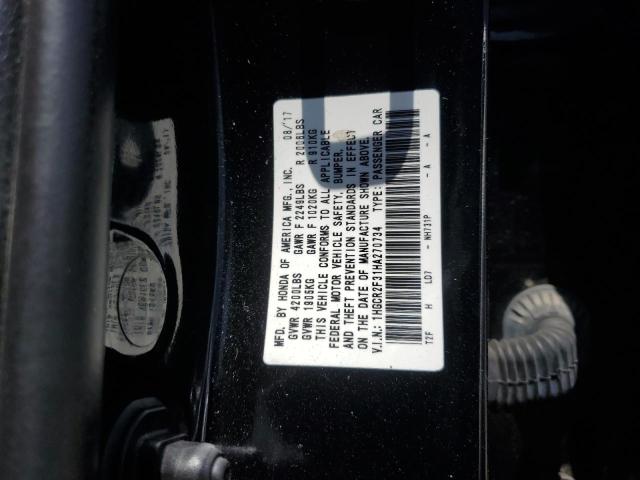 MFD. BY HONDA OF AMERICA MFG., INC. 08/'17
GVWR 4200LBS GAWR F 2249LBS R 2006LBS
GVWR 1905KG GAWR F 1020KG R 910KG
THIS VEHICLE CONFORMS TO ALL APPLICABLE
FEDERAL MOTOR VEHICLE SAFETY, BUMPER,
AND THEFT PREVENTION STANDARDS IN EFFECT
ON THE DATE OF MANUFACTURE SHOWN ABOVE.
V.I.N.: 1HGCR2F31HA270734 TYPE: PASSENGER CAR
T2F H LD7 - NH731P - A - A